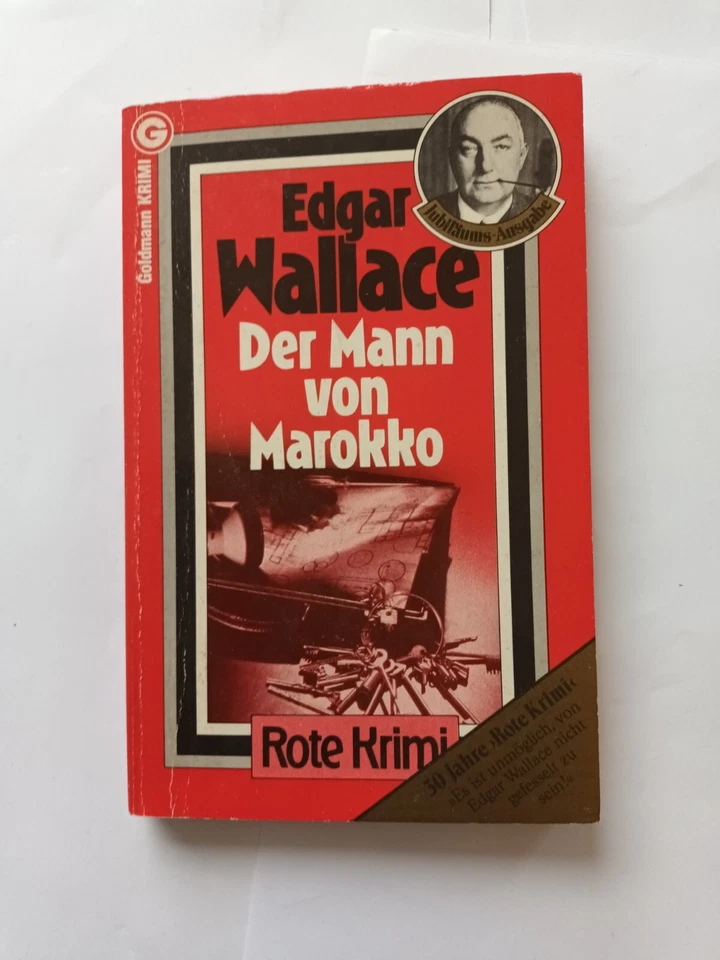 G
Goldmann KRIMI
Jubiläums-Ausgabe
Edgar
Wallace
Der Mann
von
Marokko
Rote Krimi
30 Jahre ›Rote Krimi‹
»Es ist unmöglich, von
Edgar Wallace nicht
gefesselt zu
sein!«